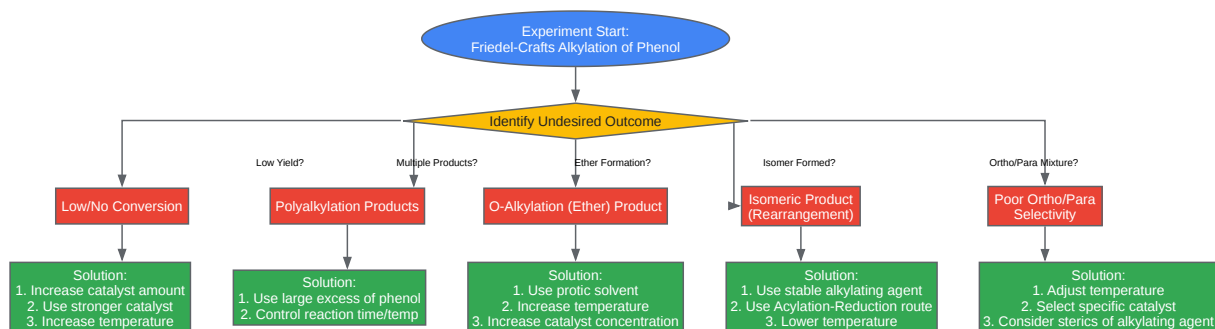 Experiment Start:
Friedel-Crafts Alkylation of Phenol
Identify Undesired Outcome
Low Yield?
Multiple Products?
Ether Formation?
Isomer Formed?
Ortho/Para Mixture?
Low/No Conversion
Polyalkylation Products
O-Alkylation (Ether) Product
Isomeric Product
(Rearrangement)
Poor Ortho/Para
Selectivity
Solution:
1. Increase catalyst amount
2. Use stronger catalyst
3. Increase temperature
Solution:
1. Use large excess of phenol
2. Control reaction time/temp
Solution:
1. Use protic solvent
2. Increase temperature
3. Increase catalyst concentration
Solution:
1. Use stable alkylating agent
2. Use Acylation-Reduction route
3. Lower temperature
Solution:
1. Adjust temperature
2. Select specific catalyst
3. Consider sterics of alkylating agent